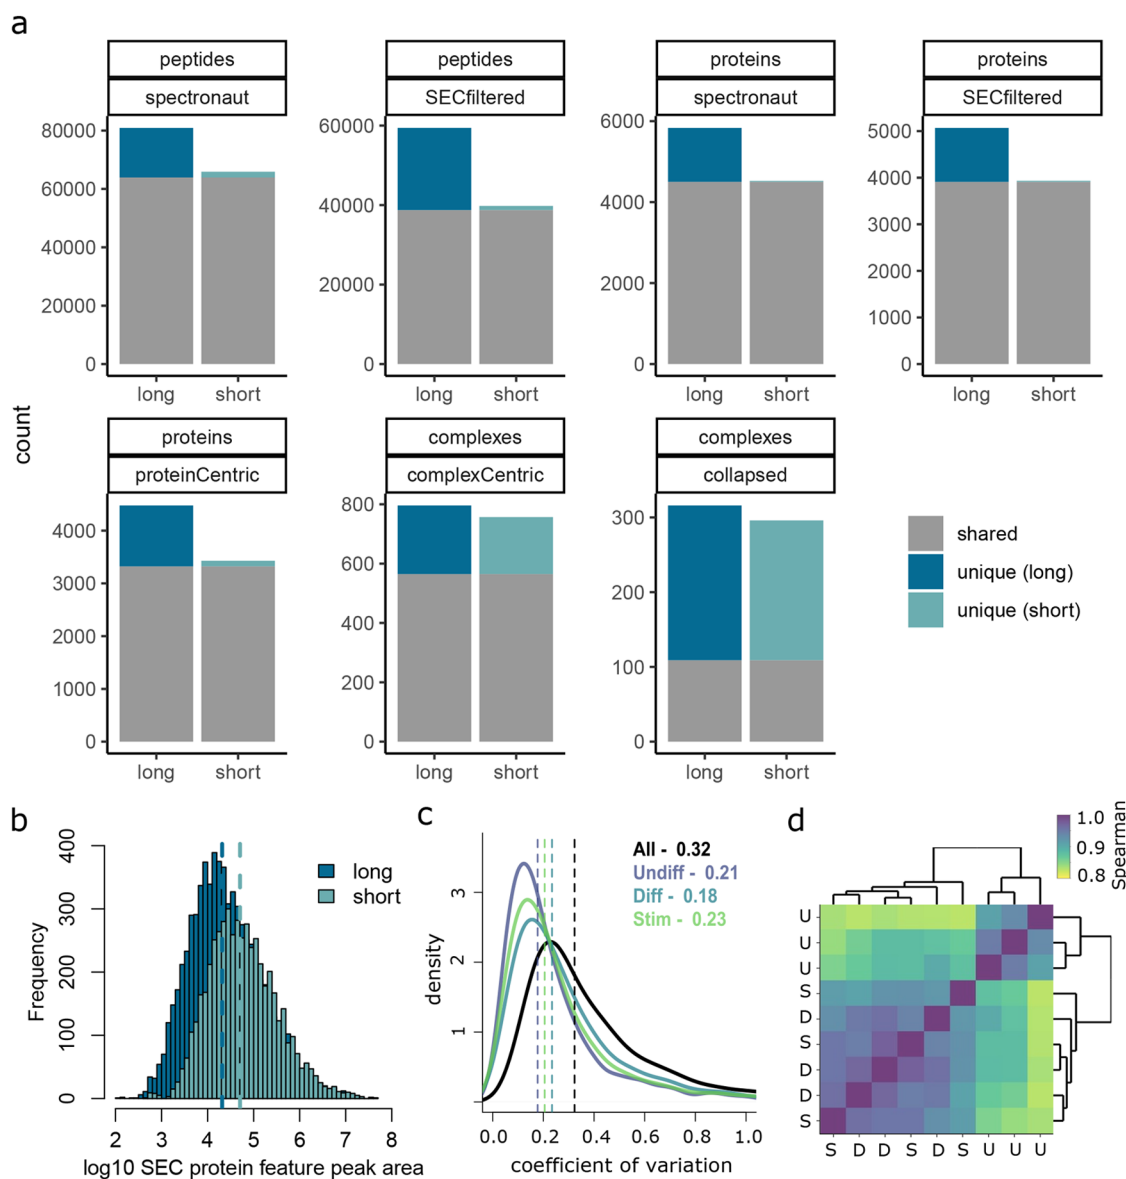 a
peptides
spectronaut
80000
60000
40000
20000
0
long short
peptides
SECfiltered
60000
40000
20000
0
long short
proteins
spectronaut
6000
4000
2000
0
long short
proteins
SECfiltered
5000
4000
3000
2000
1000
0
long short
count
proteins
proteinCentric
4000
3000
2000
1000
0
long short
complexes
complexCentric
800
600
400
200
0
long short
complexes
collapsed
300
200
100
0
long short
shared
unique (long)
unique (short)
b
Frequency
400
300
200
100
0
long
short
2 3 4 5 6 7 8
log10 SEC protein feature peak area
c
density
3
2
1
All - 0.32
Undiff - 0.21
Diff - 0.18
Stim - 0.23
0.0 0.2 0.4 0.6 0.8 1.0
coefficient of variation
d
1.0
0.9
0.8
Spearman
U
U
U
S
D
S
D
D
S
S D D S D S U U U